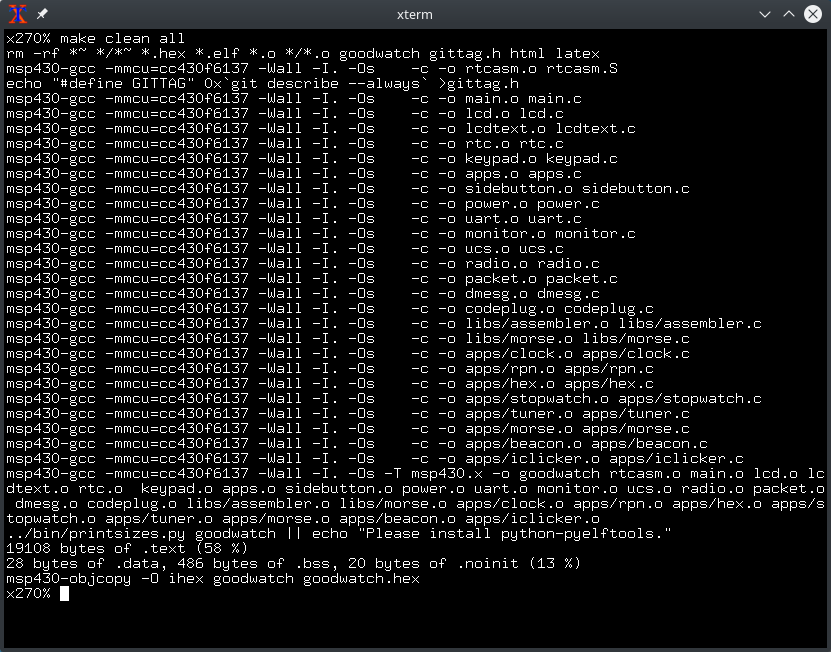 xterm
x270% make clean all
rm -rf *~ */*~ *.hex *.elf *.o */*.o goodwatch gittag.h html latex
msp430-gcc -mmcu=cc430f6137 -Wall -I. -Os    -c -o rtcasm.o rtcasm.S
echo "#define GITTAG" 0x`git describe --always` >gittag.h
msp430-gcc -mmcu=cc430f6137 -Wall -I. -Os    -c -o main.o main.c
msp430-gcc -mmcu=cc430f6137 -Wall -I. -Os    -c -o lcd.o lcd.c
msp430-gcc -mmcu=cc430f6137 -Wall -I. -Os    -c -o lcdtext.o lcdtext.c
msp430-gcc -mmcu=cc430f6137 -Wall -I. -Os    -c -o rtc.o rtc.c
msp430-gcc -mmcu=cc430f6137 -Wall -I. -Os    -c -o keypad.o keypad.c
msp430-gcc -mmcu=cc430f6137 -Wall -I. -Os    -c -o apps.o apps.c
msp430-gcc -mmcu=cc430f6137 -Wall -I. -Os    -c -o sidebutton.o sidebutton.c
msp430-gcc -mmcu=cc430f6137 -Wall -I. -Os    -c -o power.o power.c
msp430-gcc -mmcu=cc430f6137 -Wall -I. -Os    -c -o uart.o uart.c
msp430-gcc -mmcu=cc430f6137 -Wall -I. -Os    -c -o monitor.o monitor.c
msp430-gcc -mmcu=cc430f6137 -Wall -I. -Os    -c -o ucs.o ucs.c
msp430-gcc -mmcu=cc430f6137 -Wall -I. -Os    -c -o radio.o radio.c
msp430-gcc -mmcu=cc430f6137 -Wall -I. -Os    -c -o packet.o packet.c
msp430-gcc -mmcu=cc430f6137 -Wall -I. -Os    -c -o dmesg.o dmesg.c
msp430-gcc -mmcu=cc430f6137 -Wall -I. -Os    -c -o codeplug.o codeplug.c
msp430-gcc -mmcu=cc430f6137 -Wall -I. -Os    -c -o libs/assembler.o libs/assembler.c
msp430-gcc -mmcu=cc430f6137 -Wall -I. -Os    -c -o libs/morse.o libs/morse.c
msp430-gcc -mmcu=cc430f6137 -Wall -I. -Os    -c -o apps/clock.o apps/clock.c
msp430-gcc -mmcu=cc430f6137 -Wall -I. -Os    -c -o apps/rpn.o apps/rpn.c
msp430-gcc -mmcu=cc430f6137 -Wall -I. -Os    -c -o apps/hex.o apps/hex.c
msp430-gcc -mmcu=cc430f6137 -Wall -I. -Os    -c -o apps/stopwatch.o apps/stopwatch.c
msp430-gcc -mmcu=cc430f6137 -Wall -I. -Os    -c -o apps/tuner.o apps/tuner.c
msp430-gcc -mmcu=cc430f6137 -Wall -I. -Os    -c -o apps/morse.o apps/morse.c
msp430-gcc -mmcu=cc430f6137 -Wall -I. -Os    -c -o apps/beacon.o apps/beacon.c
msp430-gcc -mmcu=cc430f6137 -Wall -I. -Os    -c -o apps/iclicker.o apps/iclicker.c
msp430-gcc -mmcu=cc430f6137 -Wall -I. -Os -T msp430.x -o goodwatch rtcasm.o main.o lcd.o lc
dtext.o rtc.o  keypad.o apps.o sidebutton.o power.o uart.o monitor.o ucs.o radio.o packet.o
 dmesg.o codeplug.o libs/assembler.o libs/morse.o apps/clock.o apps/rpn.o apps/hex.o apps/s
topwatch.o apps/tuner.o apps/morse.o apps/beacon.o apps/iclicker.o
../bin/printsizes.py goodwatch || echo "Please install python-pyelftools."
19108 bytes of .text (58 %)
28 bytes of .data, 486 bytes of .bss, 20 bytes of .noinit (13 %)
msp430-objcopy -O ihex goodwatch goodwatch.hex
x270%